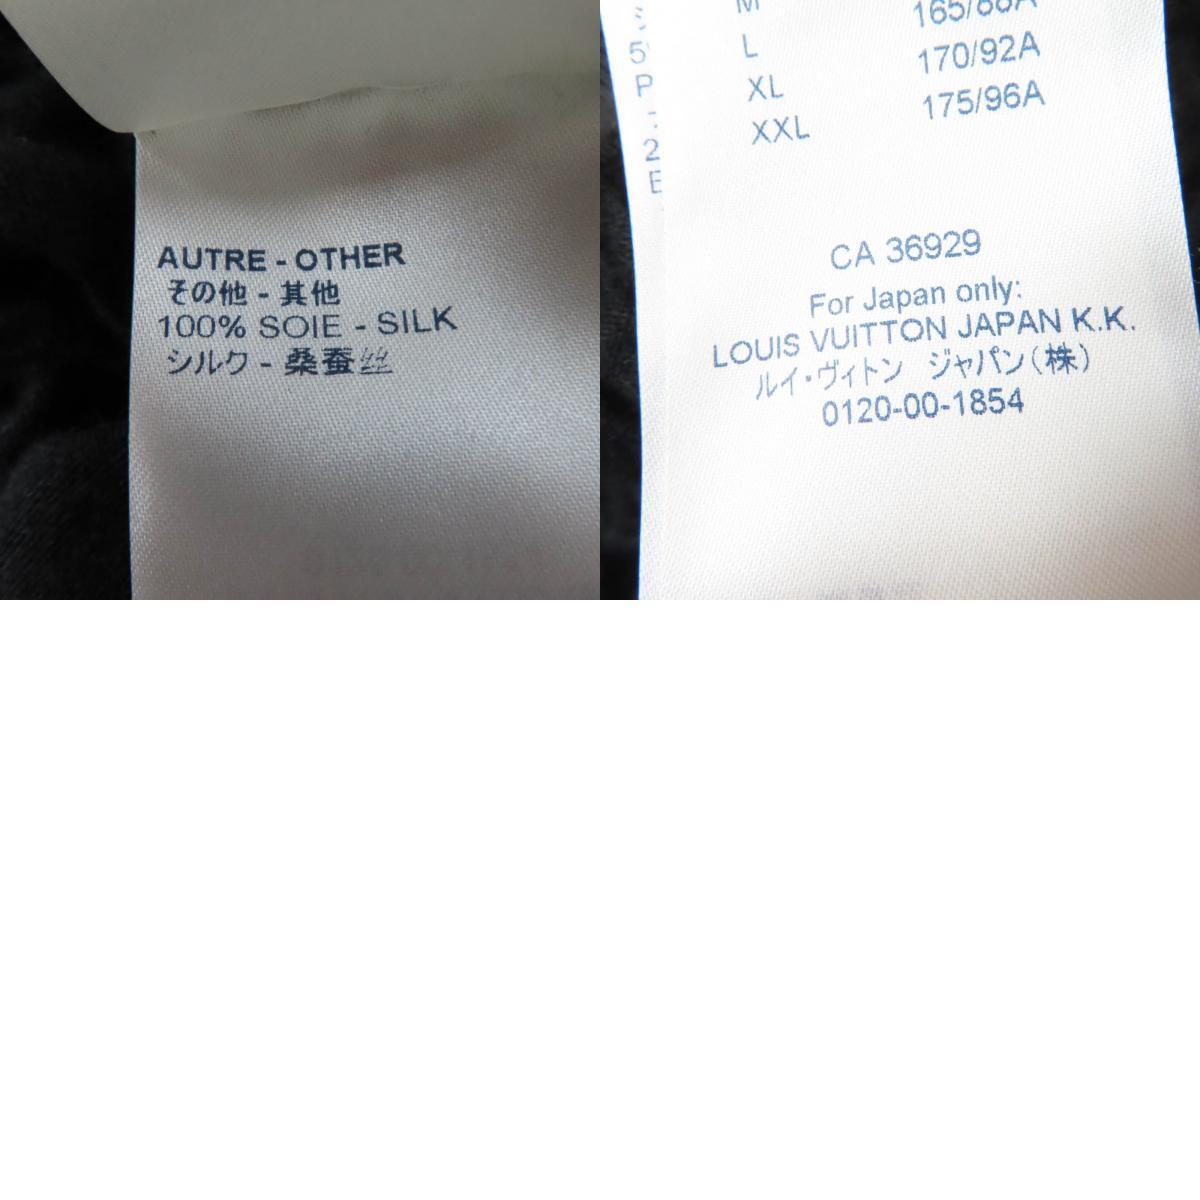 AUTRE - OTHER
その他 - 其他
100% SOIE - SILK
シルク - 桑蚕丝
M 165/88A
L 170/92A
XL 175/96A
XXL
CA 36929
For Japan only:
LOUIS VUITTON JAPAN K.K.
ルイ・ヴィトン ジャパン(株)
0120-00-1854